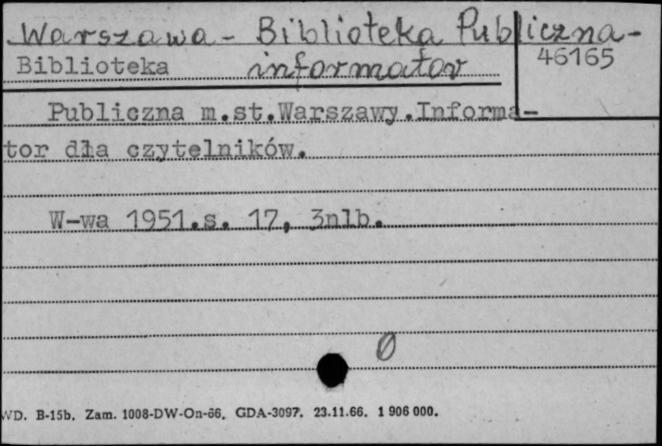 Warszawa - Biblioteka Publiczna -
46165
Biblioteka informator
Publiczna m.st.Warszawy.Informa-
tor dla czytelników.
W-wa 1951.s. 17, 3nlb.
0
WD. B-15b. Zam. 1008-DW-On-66. GDA-3097. 23.11.66. 1 906 000.